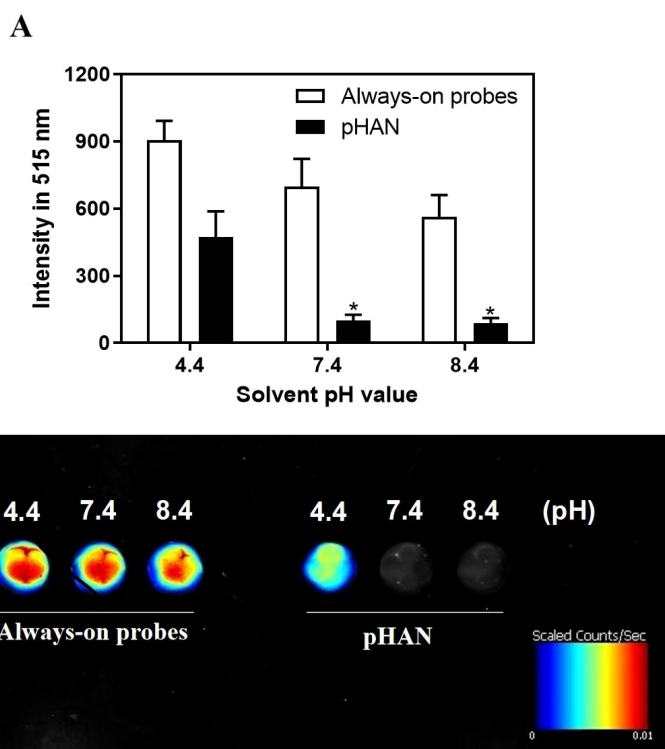 A
1200
900
600
300
0
Intensity in 515 nm
Always-on probes
pHAN
*
*
4.4 7.4 8.4
Solvent pH value
4.4 7.4 8.4 4.4 7.4 8.4 (pH)
Always-on probes pHAN
Scaled Counts/Sec
0 0.01